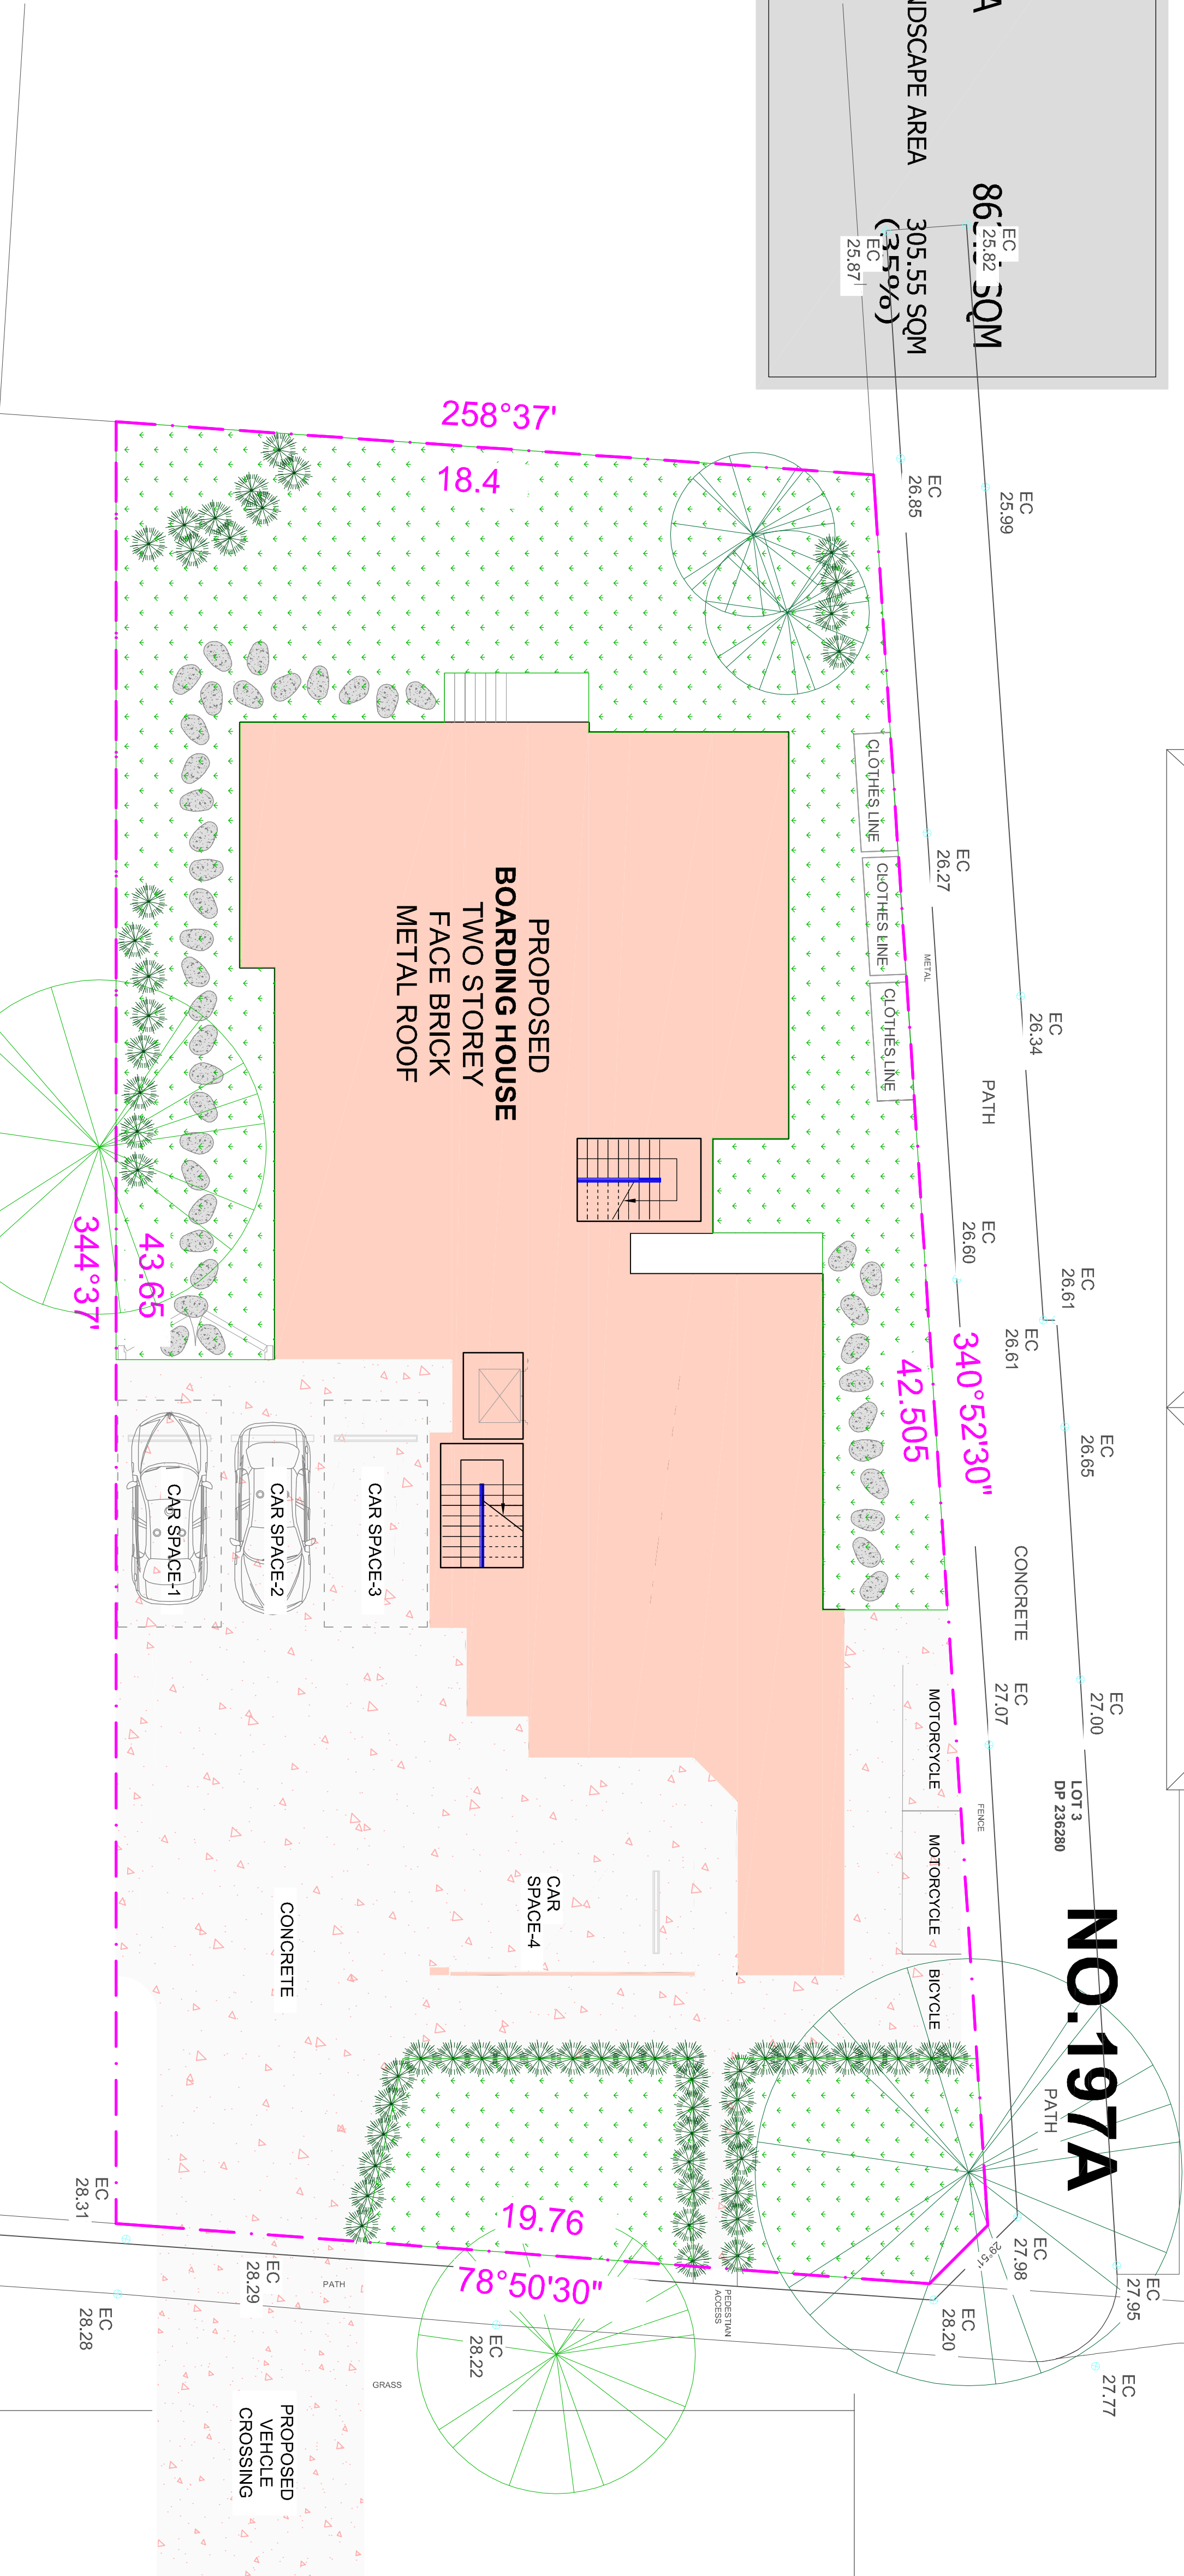 NDSCAPE AREA
305.55 SQM
SQM
EC
25.82
EC
25.87
258°37'
18.4
EC
26.85
EC
25.99
CLOTHES LINE
CLOTHES LINE
CLOTHES LINE
EC
26.27
METAL
EC
26.34
PATH
PROPOSED
BOARDING HOUSE
TWO STOREY
FACE BRICK
METAL ROOF
EC
26.60
EC
26.61
EC
26.61
344°37'
43.65
340°52'30"
42.505
EC
26.65
CAR SPACE-1
CAR SPACE-2
CAR SPACE-3
CONCRETE
EC
27.07
EC
27.00
MOTORCYCLE
MOTORCYCLE
BICYCLE
FENCE
LOT 3
DP 236280
CAR
SPACE-4
CONCRETE
NO.197A
PATH
EC
28.31
EC
28.29
EC
28.28
PATH
19.76
78°50'30"
EC
28.22
GRASS
PEDESTIAN
ACCESS
EC
27.98
EC
28.20
EC
27.95
EC
27.77
PROPOSED
VEHCLE
CROSSING